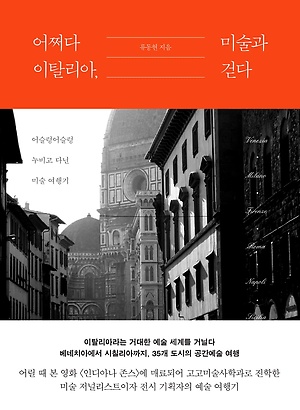 어쩌다
이탈리아,
류동현 지음
미술과
걷다
어슬렁어슬렁
누비고 다닌
미술 여행기
Venezia
Milano
Firenze
Roma
Napoli
Sicilia
이탈리아라는 거대한 예술 세계를 거닐다
베네치아에서 시칠리아까지, 35개 도시의 공간예술 여행
어릴 때 본 영화 〈인디아나 존스〉에 매료되어 고고미술사학과로 진학한
미술 저널리스트이자 전시 기획자의 예술 여행기